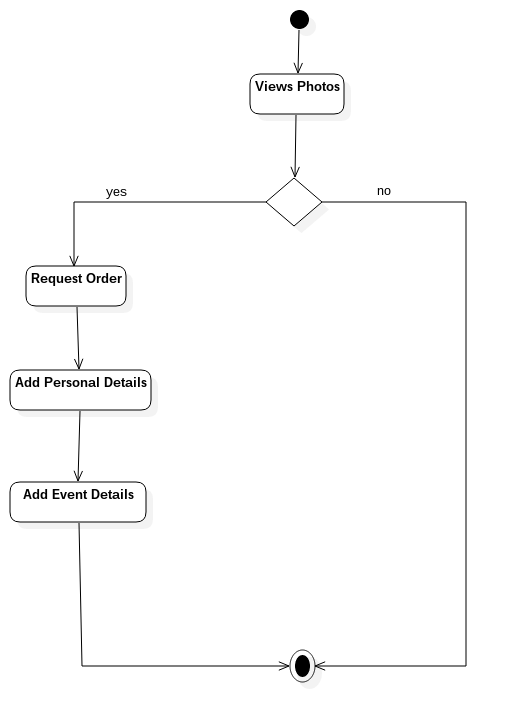 Views Photos
yes
no
Request Order
Add Personal Details
Add Event Details